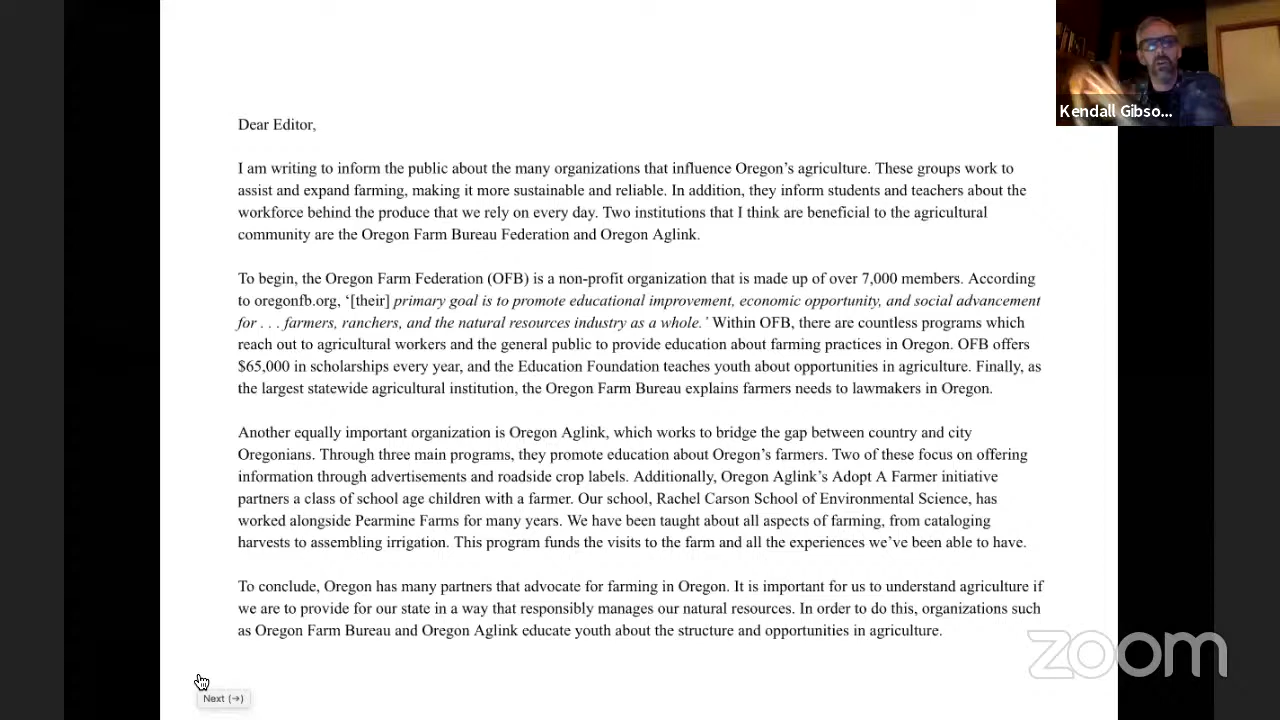 Dear Editor,
I am writing to inform the public about the many organizations that influence Oregon's agriculture. These groups work to
assist and expand farming, making it more sustainable and reliable. In addition, they inform students and teachers about the
workforce behind the produce that we rely on every day. Two institutions that I think are beneficial to the agricultural
community are the Oregon Farm Bureau Federation and Oregon Aglink.
To begin, the Oregon Farm Federation (OFB) is a non-profit organization that is made up of over 7,000 members. According
to oregonfb.org, ‘[their] primary goal is to promote educational improvement, economic opportunity, and social advancement
for . . . farmers, ranchers, and the natural resources industry as a whole.’ Within OFB, there are countless programs which
reach out to agricultural workers and the general public to provide education about farming practices in Oregon. OFB offers
$65,000 in scholarships every year, and the Education Foundation teaches youth about opportunities in agriculture. Finally, as
the largest statewide agricultural institution, the Oregon Farm Bureau explains farmers needs to lawmakers in Oregon.
Another equally important organization is Oregon Aglink, which works to bridge the gap between country and city
Oregonians. Through three main programs, they promote education about Oregon's farmers. Two of these focus on offering
information through advertisements and roadside crop labels. Additionally, Oregon Aglink's Adopt A Farmer initiative
partners a class of school age children with a farmer. Our school, Rachel Carson School of Environmental Science, has
worked alongside Pearmine Farms for many years. We have been taught about all aspects of farming, from cataloging
harvests to assembling irrigation. This program funds the visits to the farm and all the experiences we've been able to have.
To conclude, Oregon has many partners that advocate for farming in Oregon. It is important for us to understand agriculture if
we are to provide for our state in a way that responsibly manages our natural resources. In order to do this, organizations such
as Oregon Farm Bureau and Oregon Aglink educate youth about the structure and opportunities in agriculture.
Kendall Gibso...
zoom
Next (→)